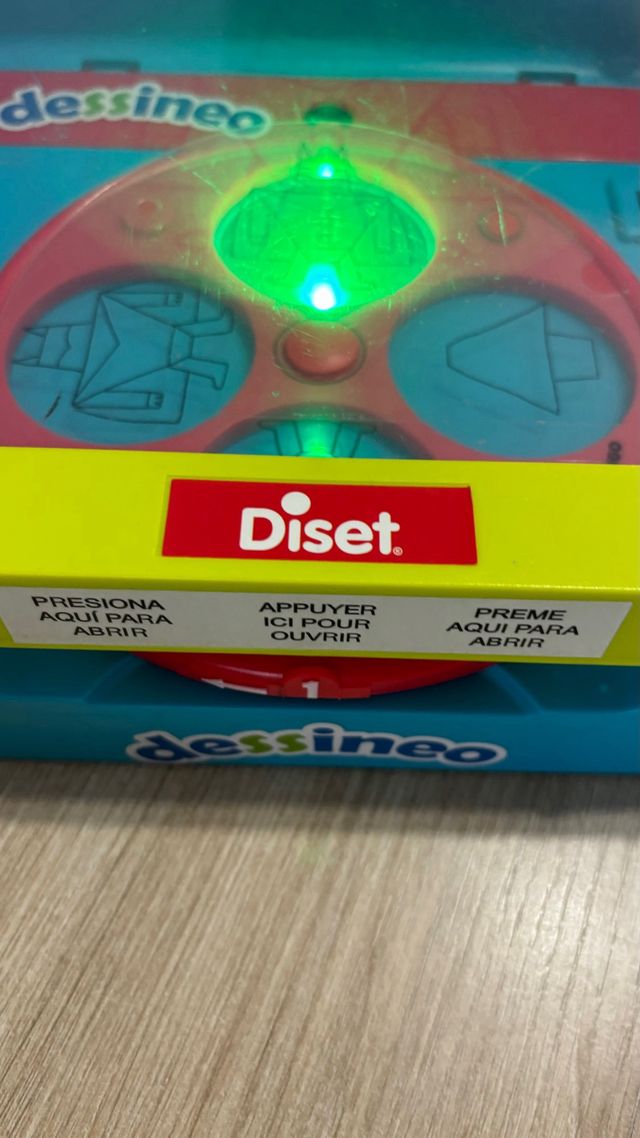 dessineo
Diset®
PRESIONA
AQUÍ PARA
ABRIR
APPUYER
ICI POUR
OUVRIR
PREME
AQUI PARA
ABRIR
1
dessineo